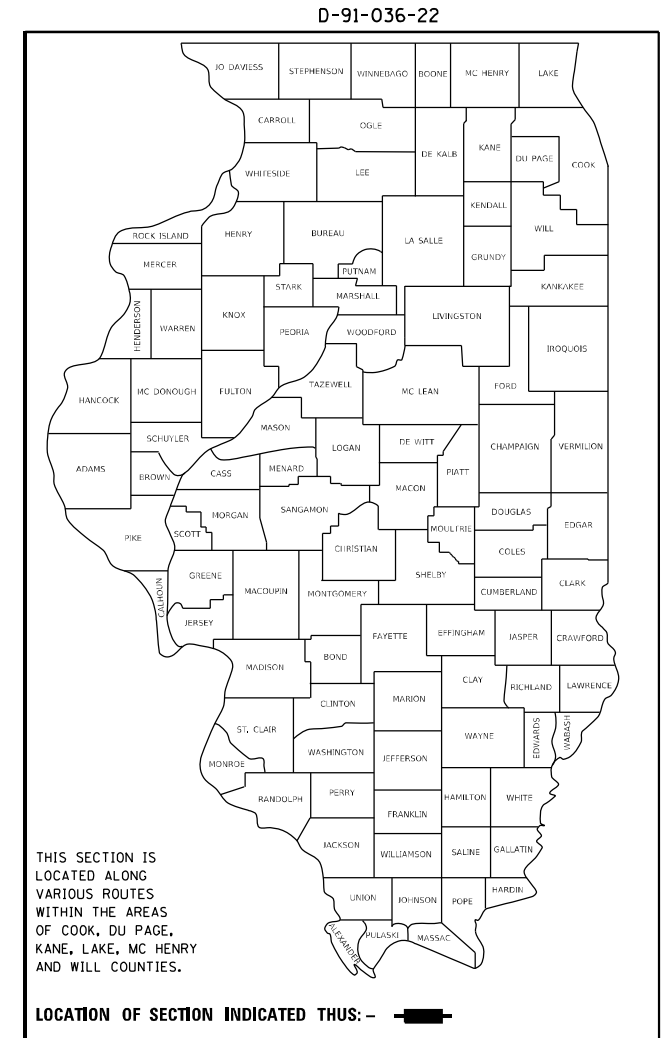 D-91-036-22
JO DAVIESS
STEPHENSON
WINNEBAGO
BOONE
MC HENRY
LAKE
CARROLL
OGLE
DE KALB
KANE
DU PAGE
COOK
WHITESIDE
LEE
KENDALL
ROCK ISLAND
HENRY
BUREAU
LA SALLE
WILL
GRUNDY
MERCER
PUTNAM
STARK
MARSHALL
KANKAKEE
HENDERSON
WARREN
KNOX
PEORIA
WOODFORD
LIVINGSTON
IROQUOIS
HANCOCK
MC DONOUGH
FULTON
TAZEWELL
MC LEAN
FORD
MASON
SCHUYLER
LOGAN
DE WITT
CHAMPAIGN
VERMILION
ADAMS
BROWN
CASS
MENARD
PIATT
MACON
PIKE
SCOTT
MORGAN
SANGAMON
DOUGLAS
EDGAR
MOULTRIE
CHRISTIAN
COLES
CALHOUN
GREENE
MACOUPIN
MONTGOMERY
SHELBY
CUMBERLAND
CLARK
JERSEY
FAYETTE
EFFINGHAM
JASPER
CRAWFORD
MADISON
BOND
CLAY
RICHLAND
LAWRENCE
CLINTON
MARION
ST. CLAIR
WAYNE
EDWARDS
WABASH
MONROE
WASHINGTON
JEFFERSON
RANDOLPH
PERRY
HAMILTON
WHITE
FRANKLIN
JACKSON
WILLIAMSON
SALINE
GALLATIN
UNION
JOHNSON
POPE
HARDIN
ALEXANDER
PULASKI
MASSAC
THIS SECTION IS
LOCATED ALONG
VARIOUS ROUTES
WITHIN THE AREAS
OF COOK, DU PAGE,
KANE, LAKE, MC HENRY
AND WILL COUNTIES.
LOCATION OF SECTION INDICATED THUS: –